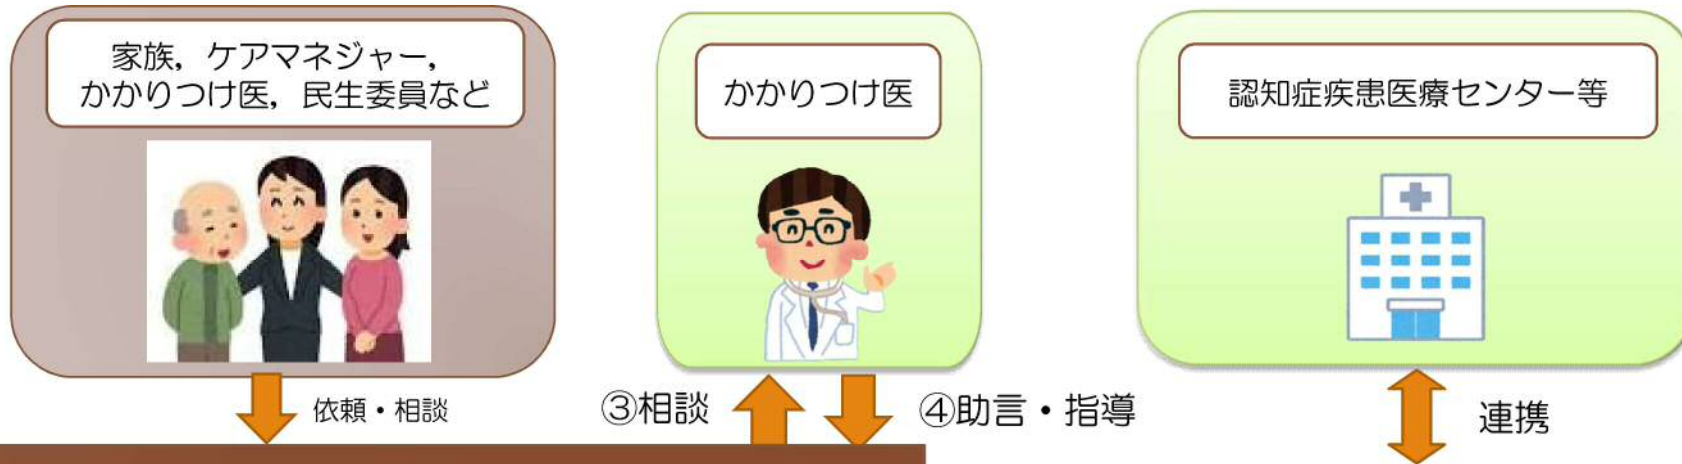 家族，ケアマネジャー，
かかりつけ医，民生委員など
かかりつけ医
認知症疾患医療センター等
依頼・相談
③相談
④助言・指導
連携